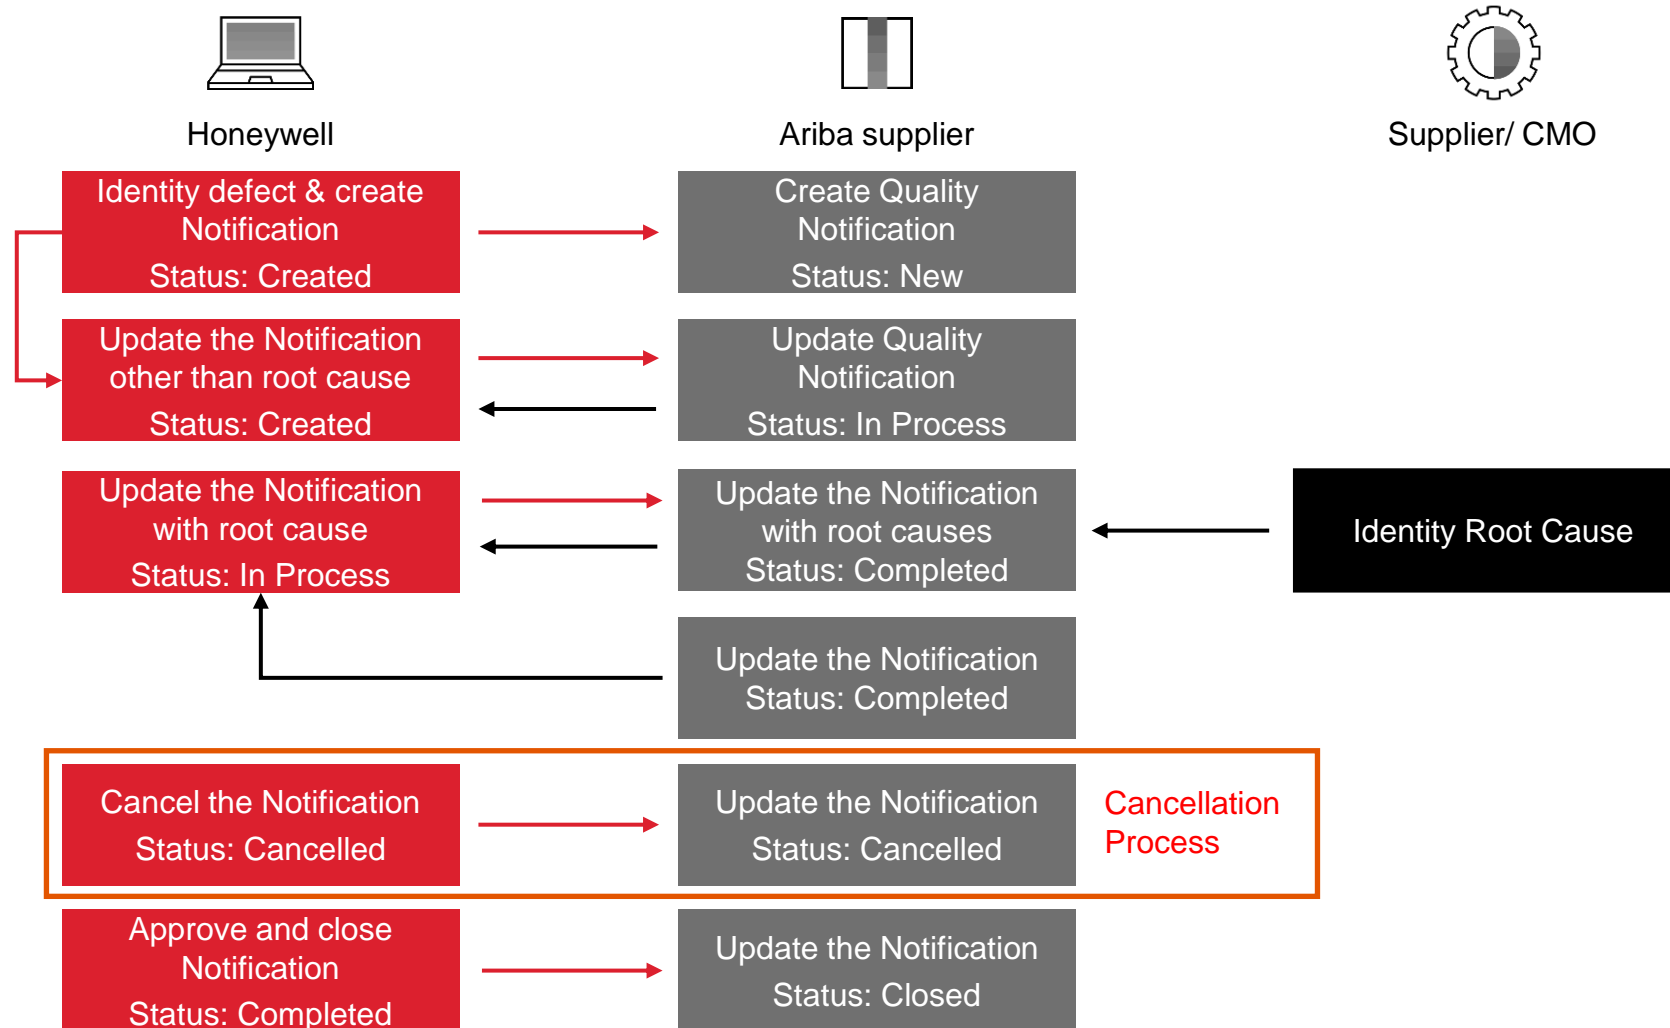 Honeywell
Ariba supplier
Supplier/ CMO
Identity defect & create
Notification
Status: Created
Create Quality
Notification
Status: New
Update the Notification
other than root cause
Status: Created
Update Quality
Notification
Status: In Process
Update the Notification
with root cause
Status: In Process
Update the Notification
with root causes
Status: Completed
Identity Root Cause
Update the Notification
Status: Completed
Cancel the Notification
Status: Cancelled
Update the Notification
Status: Cancelled
Cancellation
Process
Approve and close
Notification
Status: Completed
Update the Notification
Status: Closed